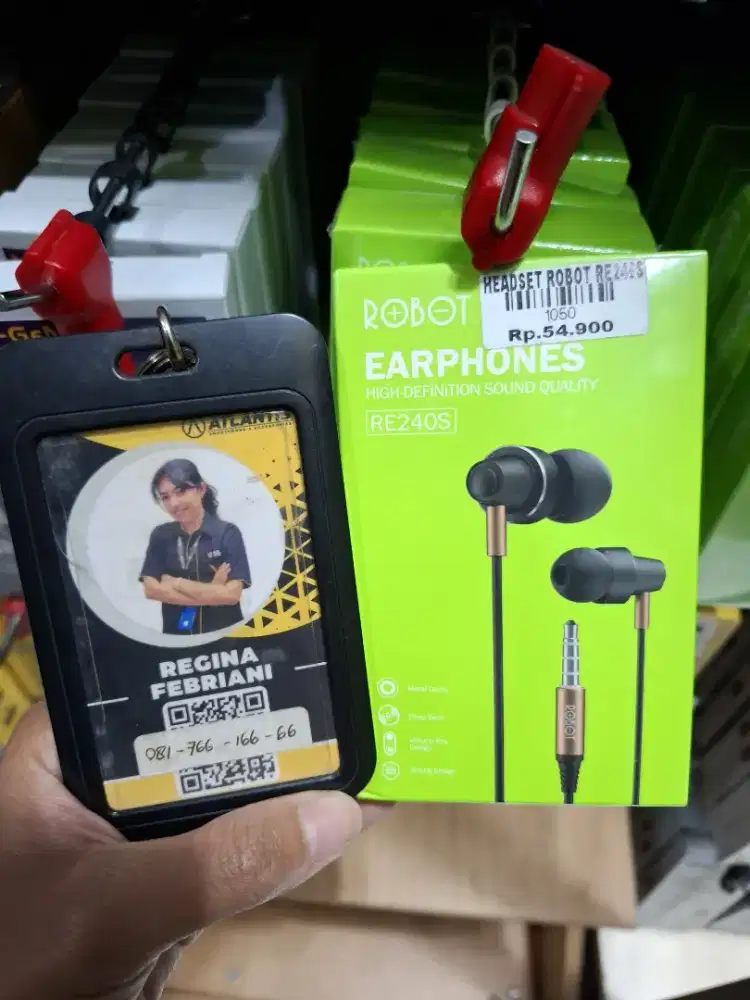 ATLANTIS
REGINA
FEBRIANI
081-766-166-66
ROBOT
HEADSET ROBOT RE240S
1050
Rp.54.900
EARPHONES
HIGH-DEFINITION SOUND QUALITY
RE240S
ROBOT